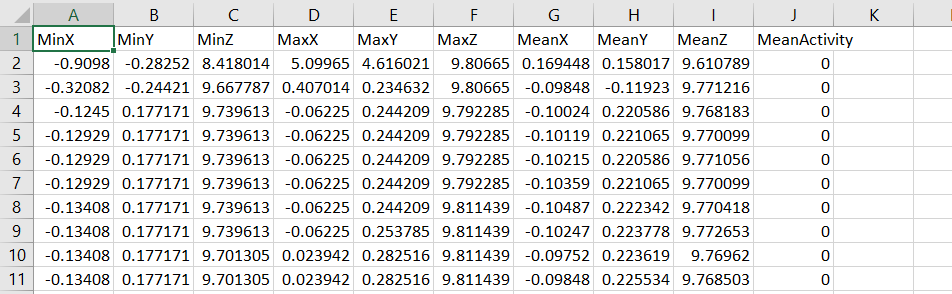 A B C D E F G H I J K
1 MinX MinY MinZ MaxX MaxY MaxZ MeanX MeanY MeanZ MeanActivity
2 -0.9098 -0.28252 8.418014 5.09965 4.616021 9.80665 0.169448 0.158017 9.610789 0
3 -0.32082 -0.24421 9.667787 0.407014 0.234632 9.80665 -0.09848 -0.11923 9.771216 0
4 -0.1245 0.177171 9.739613 -0.06225 0.244209 9.792285 -0.10024 0.220586 9.768183 0
5 -0.12929 0.177171 9.739613 -0.06225 0.244209 9.792285 -0.10119 0.221065 9.770099 0
6 -0.12929 0.177171 9.739613 -0.06225 0.244209 9.792285 -0.10215 0.220586 9.771056 0
7 -0.12929 0.177171 9.739613 -0.06225 0.244209 9.792285 -0.10359 0.221065 9.770099 0
8 -0.13408 0.177171 9.739613 -0.06225 0.244209 9.811439 -0.10487 0.222342 9.770418 0
9 -0.13408 0.177171 9.739613 -0.06225 0.253785 9.811439 -0.10247 0.223778 9.772653 0
10 -0.13408 0.177171 9.701305 0.023942 0.282516 9.811439 -0.09752 0.223619 9.76962 0
11 -0.13408 0.177171 9.701305 0.023942 0.282516 9.811439 -0.09848 0.225534 9.768503 0